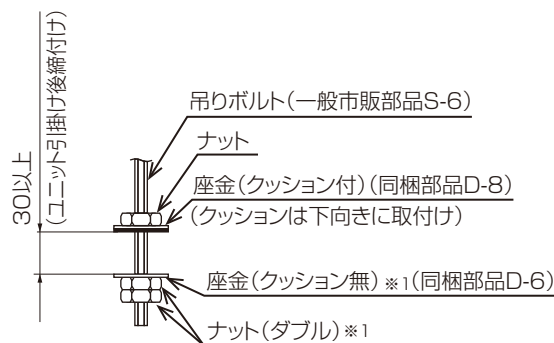 吊りボルト(一般市販部品S-6)
ナット
座金(クッション付)(同梱部品D-8)
(クッションは下向きに取付け)
30以上
(ユニット引掛け後締付け)
座金(クッション無)※1(同梱部品D-6)
ナット(ダブル)※1